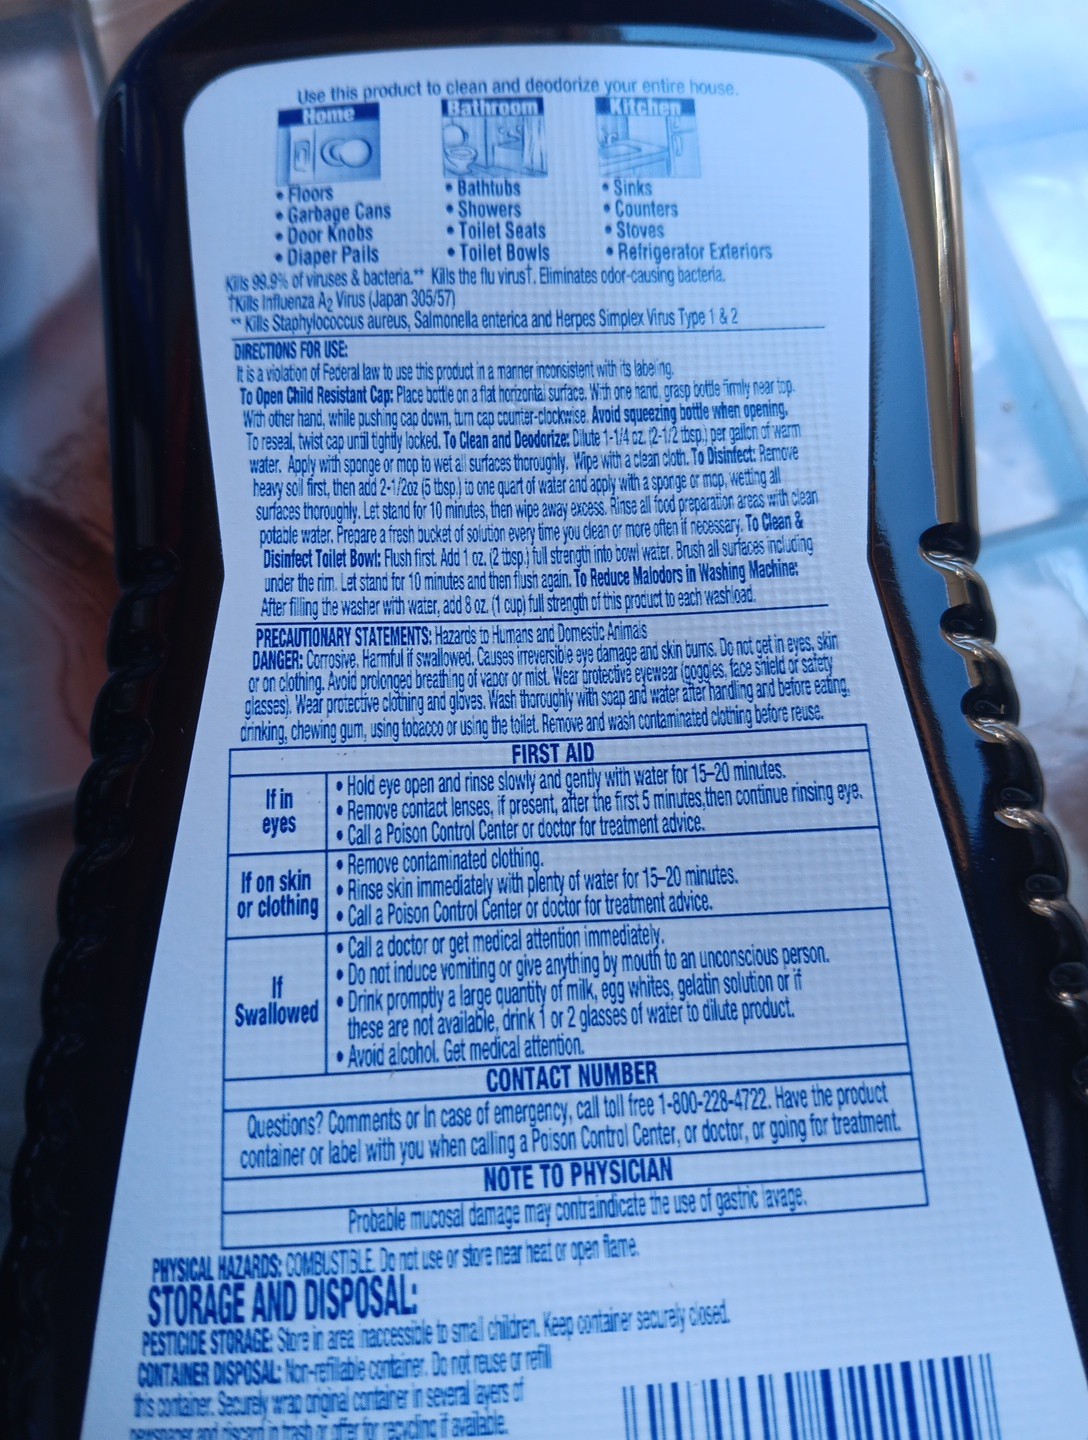 Use this product to clean and deodorize your entire house.
Home
Bathroom
Kitchen
• Floors
• Garbage Cans
• Door Knobs
• Diaper Pails
• Bathtubs
• Showers
• Toilet Seats
• Toilet Bowls
• Sinks
• Counters
• Stoves
• Refrigerator Exteriors
Kills 99.9% of viruses & bacteria.** Kills the flu virus†. Eliminates odor-causing bacteria.
†Kills Influenza A2 Virus (Japan 305/57)
** Kills Staphylococcus aureus, Salmonella enterica and Herpes Simplex Virus Type 1 & 2
DIRECTIONS FOR USE:
It is a violation of Federal law to use this product in a manner inconsistent with its labeling.
To Open Child Resistant Cap: Place bottle on a flat horizontal surface. With one hand, grasp bottle firmly near top.
With other hand, while pushing cap down, turn cap counter-clockwise. Avoid squeezing bottle when opening.
To reseal, twist cap until tightly locked. To Clean and Deodorize: Dilute 1-1/4 oz. (2-1/2 tbsp.) per gallon of warm
water. Apply with sponge or mop to wet all surfaces thoroughly. Wipe with a clean cloth. To Disinfect: Remove
heavy soil first, then add 2-1/2oz (5 tbsp.) to one quart of water and apply with a sponge or mop, wetting all
surfaces thoroughly. Let stand for 10 minutes, then wipe away excess. Rinse all food preparation areas with clean
potable water. Prepare a fresh bucket of solution every time you clean or more often if necessary. To Clean &
Disinfect Toilet Bowl: Flush first. Add 1 oz. (2 tbsp.) full strength into bowl water. Brush all surfaces including
under the rim. Let stand for 10 minutes and then flush again. To Reduce Malodors in Washing Machine:
After filling the washer with water, add 8 oz. (1 cup) full strength of this product to each washload.
PRECAUTIONARY STATEMENTS: Hazards to Humans and Domestic Animals
DANGER: Corrosive. Harmful if swallowed. Causes irreversible eye damage and skin burns. Do not get in eyes, skin
or on clothing. Avoid prolonged breathing of vapor or mist. Wear protective eyewear (goggles, face shield or safety
glasses). Wear protective clothing and gloves. Wash thoroughly with soap and water after handling and before eating,
drinking, chewing gum, using tobacco or using the toilet. Remove and wash contaminated clothing before reuse.
FIRST AID
If in
eyes
• Hold eye open and rinse slowly and gently with water for 15–20 minutes.
• Remove contact lenses, if present, after the first 5 minutes,then continue rinsing eye.
• Call a Poison Control Center or doctor for treatment advice.
If on skin
or clothing
• Remove contaminated clothing.
• Rinse skin immediately with plenty of water for 15–20 minutes.
• Call a Poison Control Center or doctor for treatment advice.
If
Swallowed
• Call a doctor or get medical attention immediately.
• Do not induce vomiting or give anything by mouth to an unconscious person.
• Drink promptly a large quantity of milk, egg whites, gelatin solution or if
these are not available, drink 1 or 2 glasses of water to dilute product.
• Avoid alcohol. Get medical attention.
CONTACT NUMBER
Questions? Comments or In case of emergency, call toll free 1-800-228-4722. Have the product
container or label with you when calling a Poison Control Center, or doctor, or going for treatment.
NOTE TO PHYSICIAN
Probable mucosal damage may contraindicate the use of gastric lavage.
PHYSICAL HAZARDS: COMBUSTIBLE. Do not use or store near heat or open flame.
STORAGE AND DISPOSAL:
PESTICIDE STORAGE: Store in area inaccessible to small children. Keep container securely closed.
CONTAINER DISPOSAL: Non-refillable container. Do not reuse or refill
this container. Securely wrap original container in several layers of
newspaper and discard in trash or offer for recycling if available.